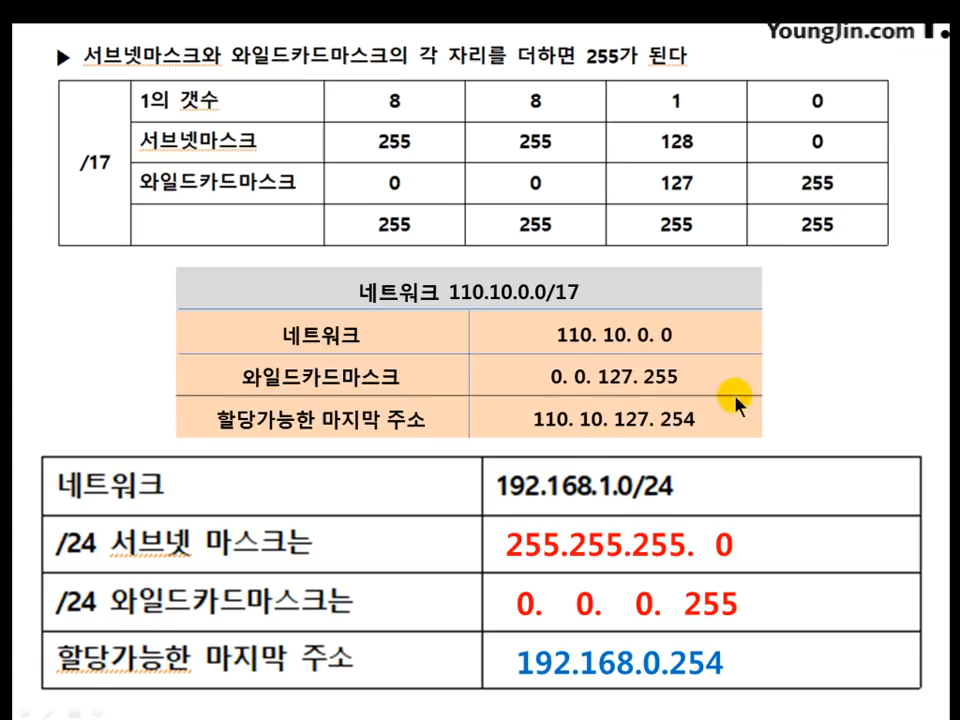 YoungJin.com
▶ 서브넷마스크와 와일드카드마스크의 각 자리를 더하면 255가 된다
/17
1의 갯수 8 8 1 0
서브넷마스크 255 255 128 0
와일드카드마스크 0 0 127 255
255 255 255 255
네트워크 110.10.0.0/17
네트워크 110. 10. 0. 0
와일드카드마스크 0. 0. 127. 255
할당가능한 마지막 주소 110. 10. 127. 254
네트워크 192.168.1.0/24
/24 서브넷 마스크는 255.255.255. 0
/24 와일드카드마스크는 0. 0. 0. 255
할당가능한 마지막 주소 192.168.0.254